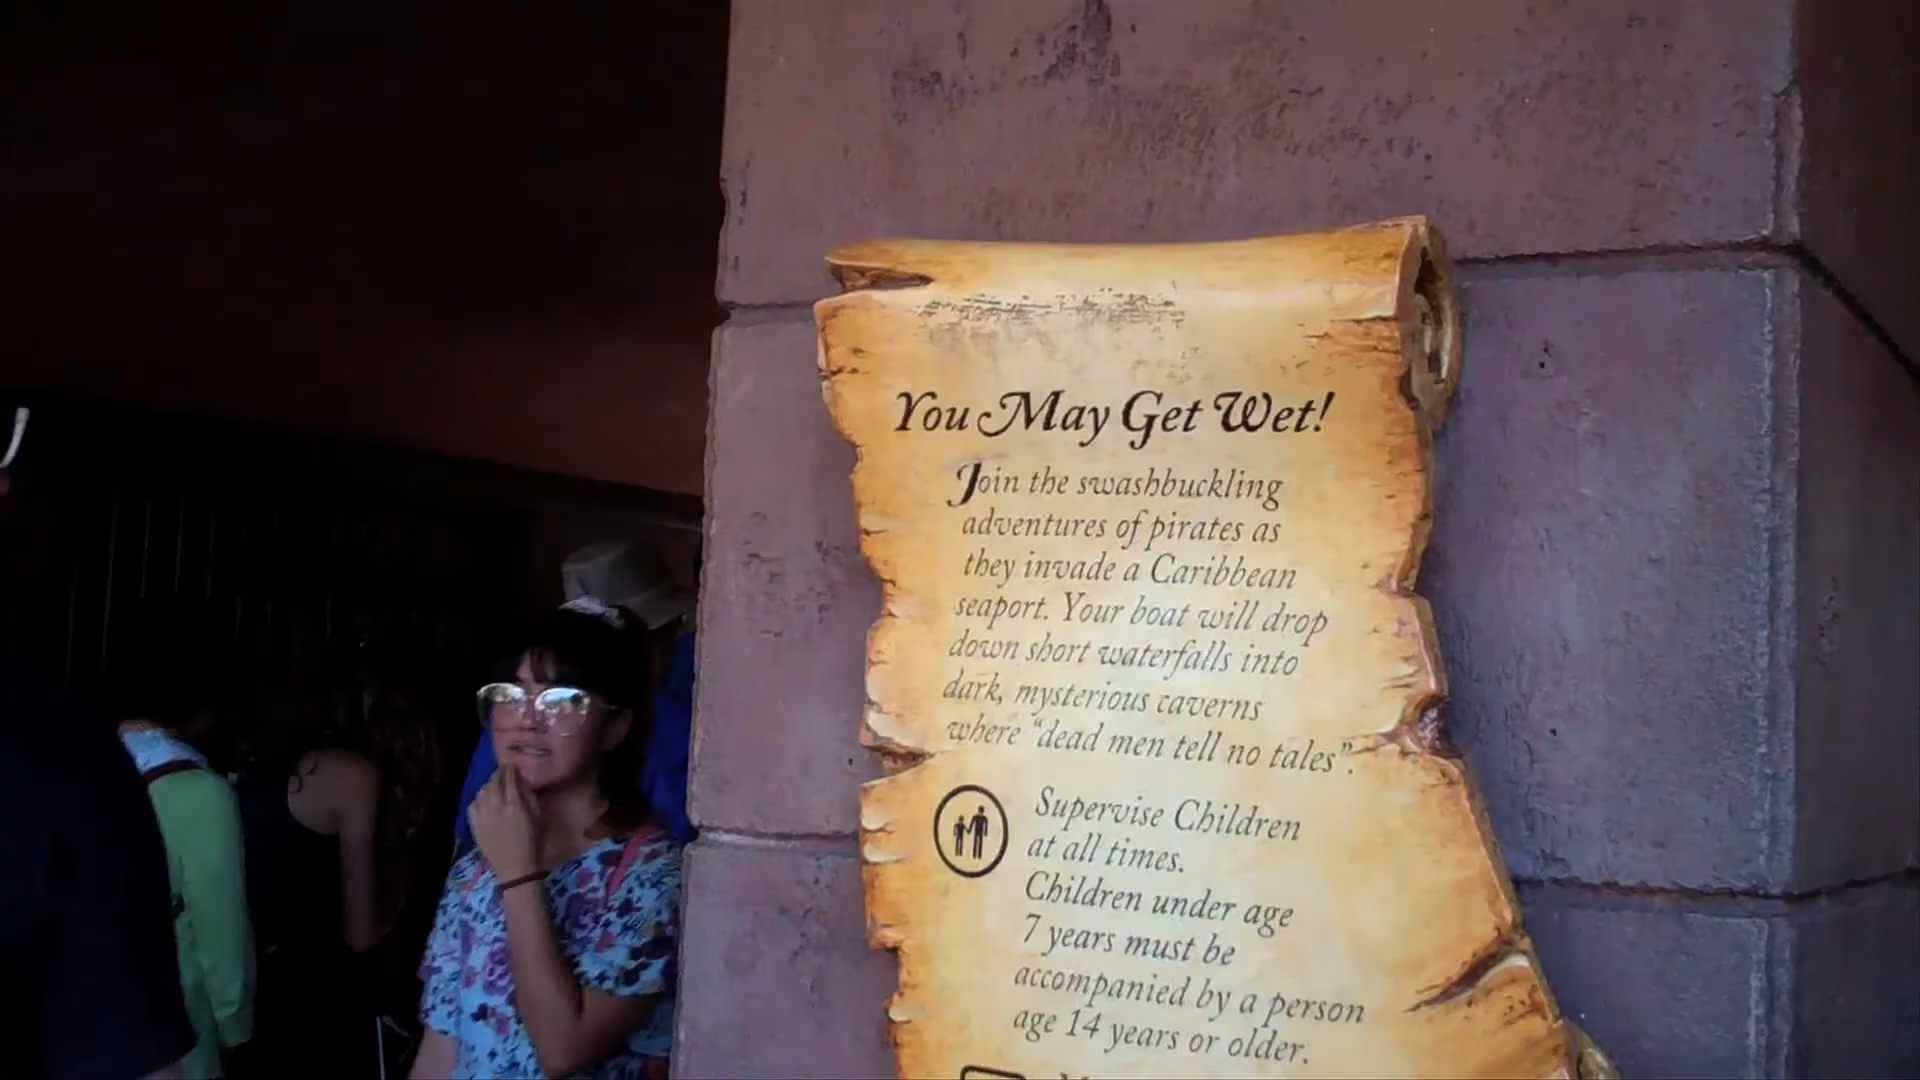 You May Get Wet!
Join the swashbuckling
adventures of pirates as
they invade a Caribbean
seaport. Your boat will drop
down short waterfalls into
dark, mysterious caverns
where “dead men tell no tales”.
Supervise Children
at all times.
Children under age
7 years must be
accompanied by a person
age 14 years or older.